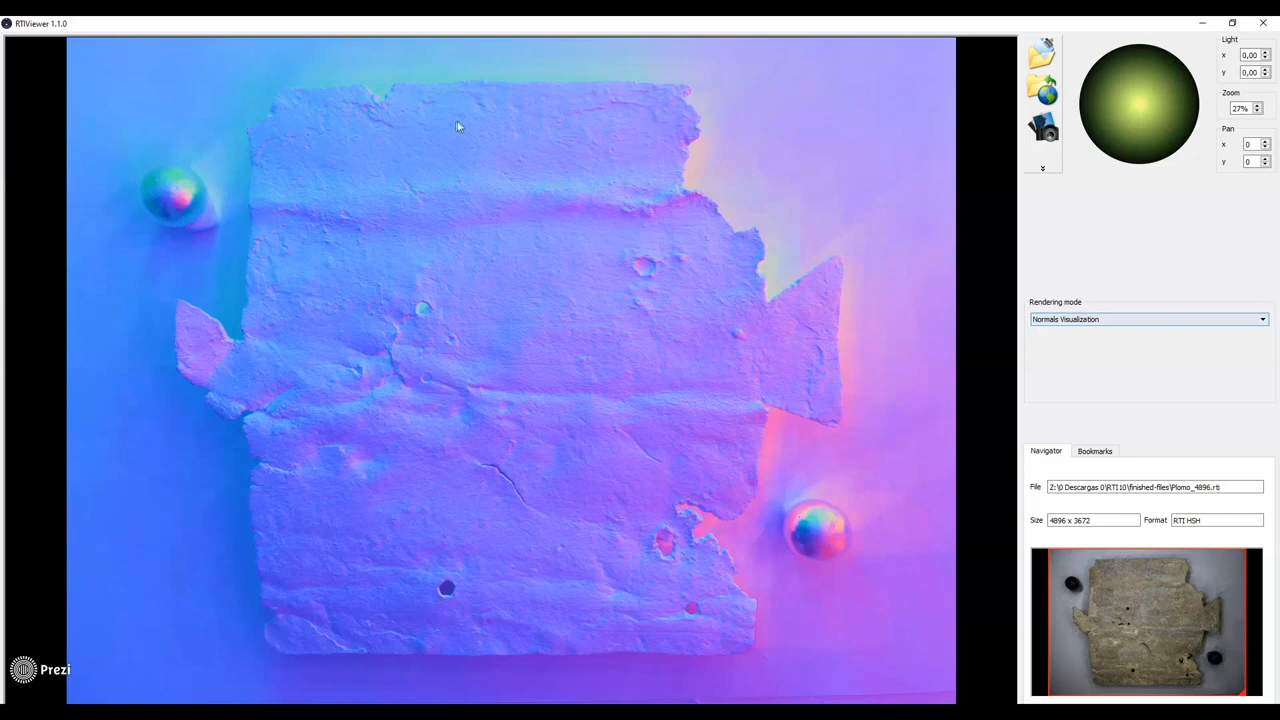 RTIViewer 1.1.0
Light
x 0,00
y 0,00
Zoom
27%
Pan
x 0
y 0
Rendering mode
Normals Visualization
Navigator Bookmarks
File Z:\0 Descargas 0\RTI10\finished-files\Plomo_4896.rti
Size 4896 x 3672 Format RTI HSH
Prezi